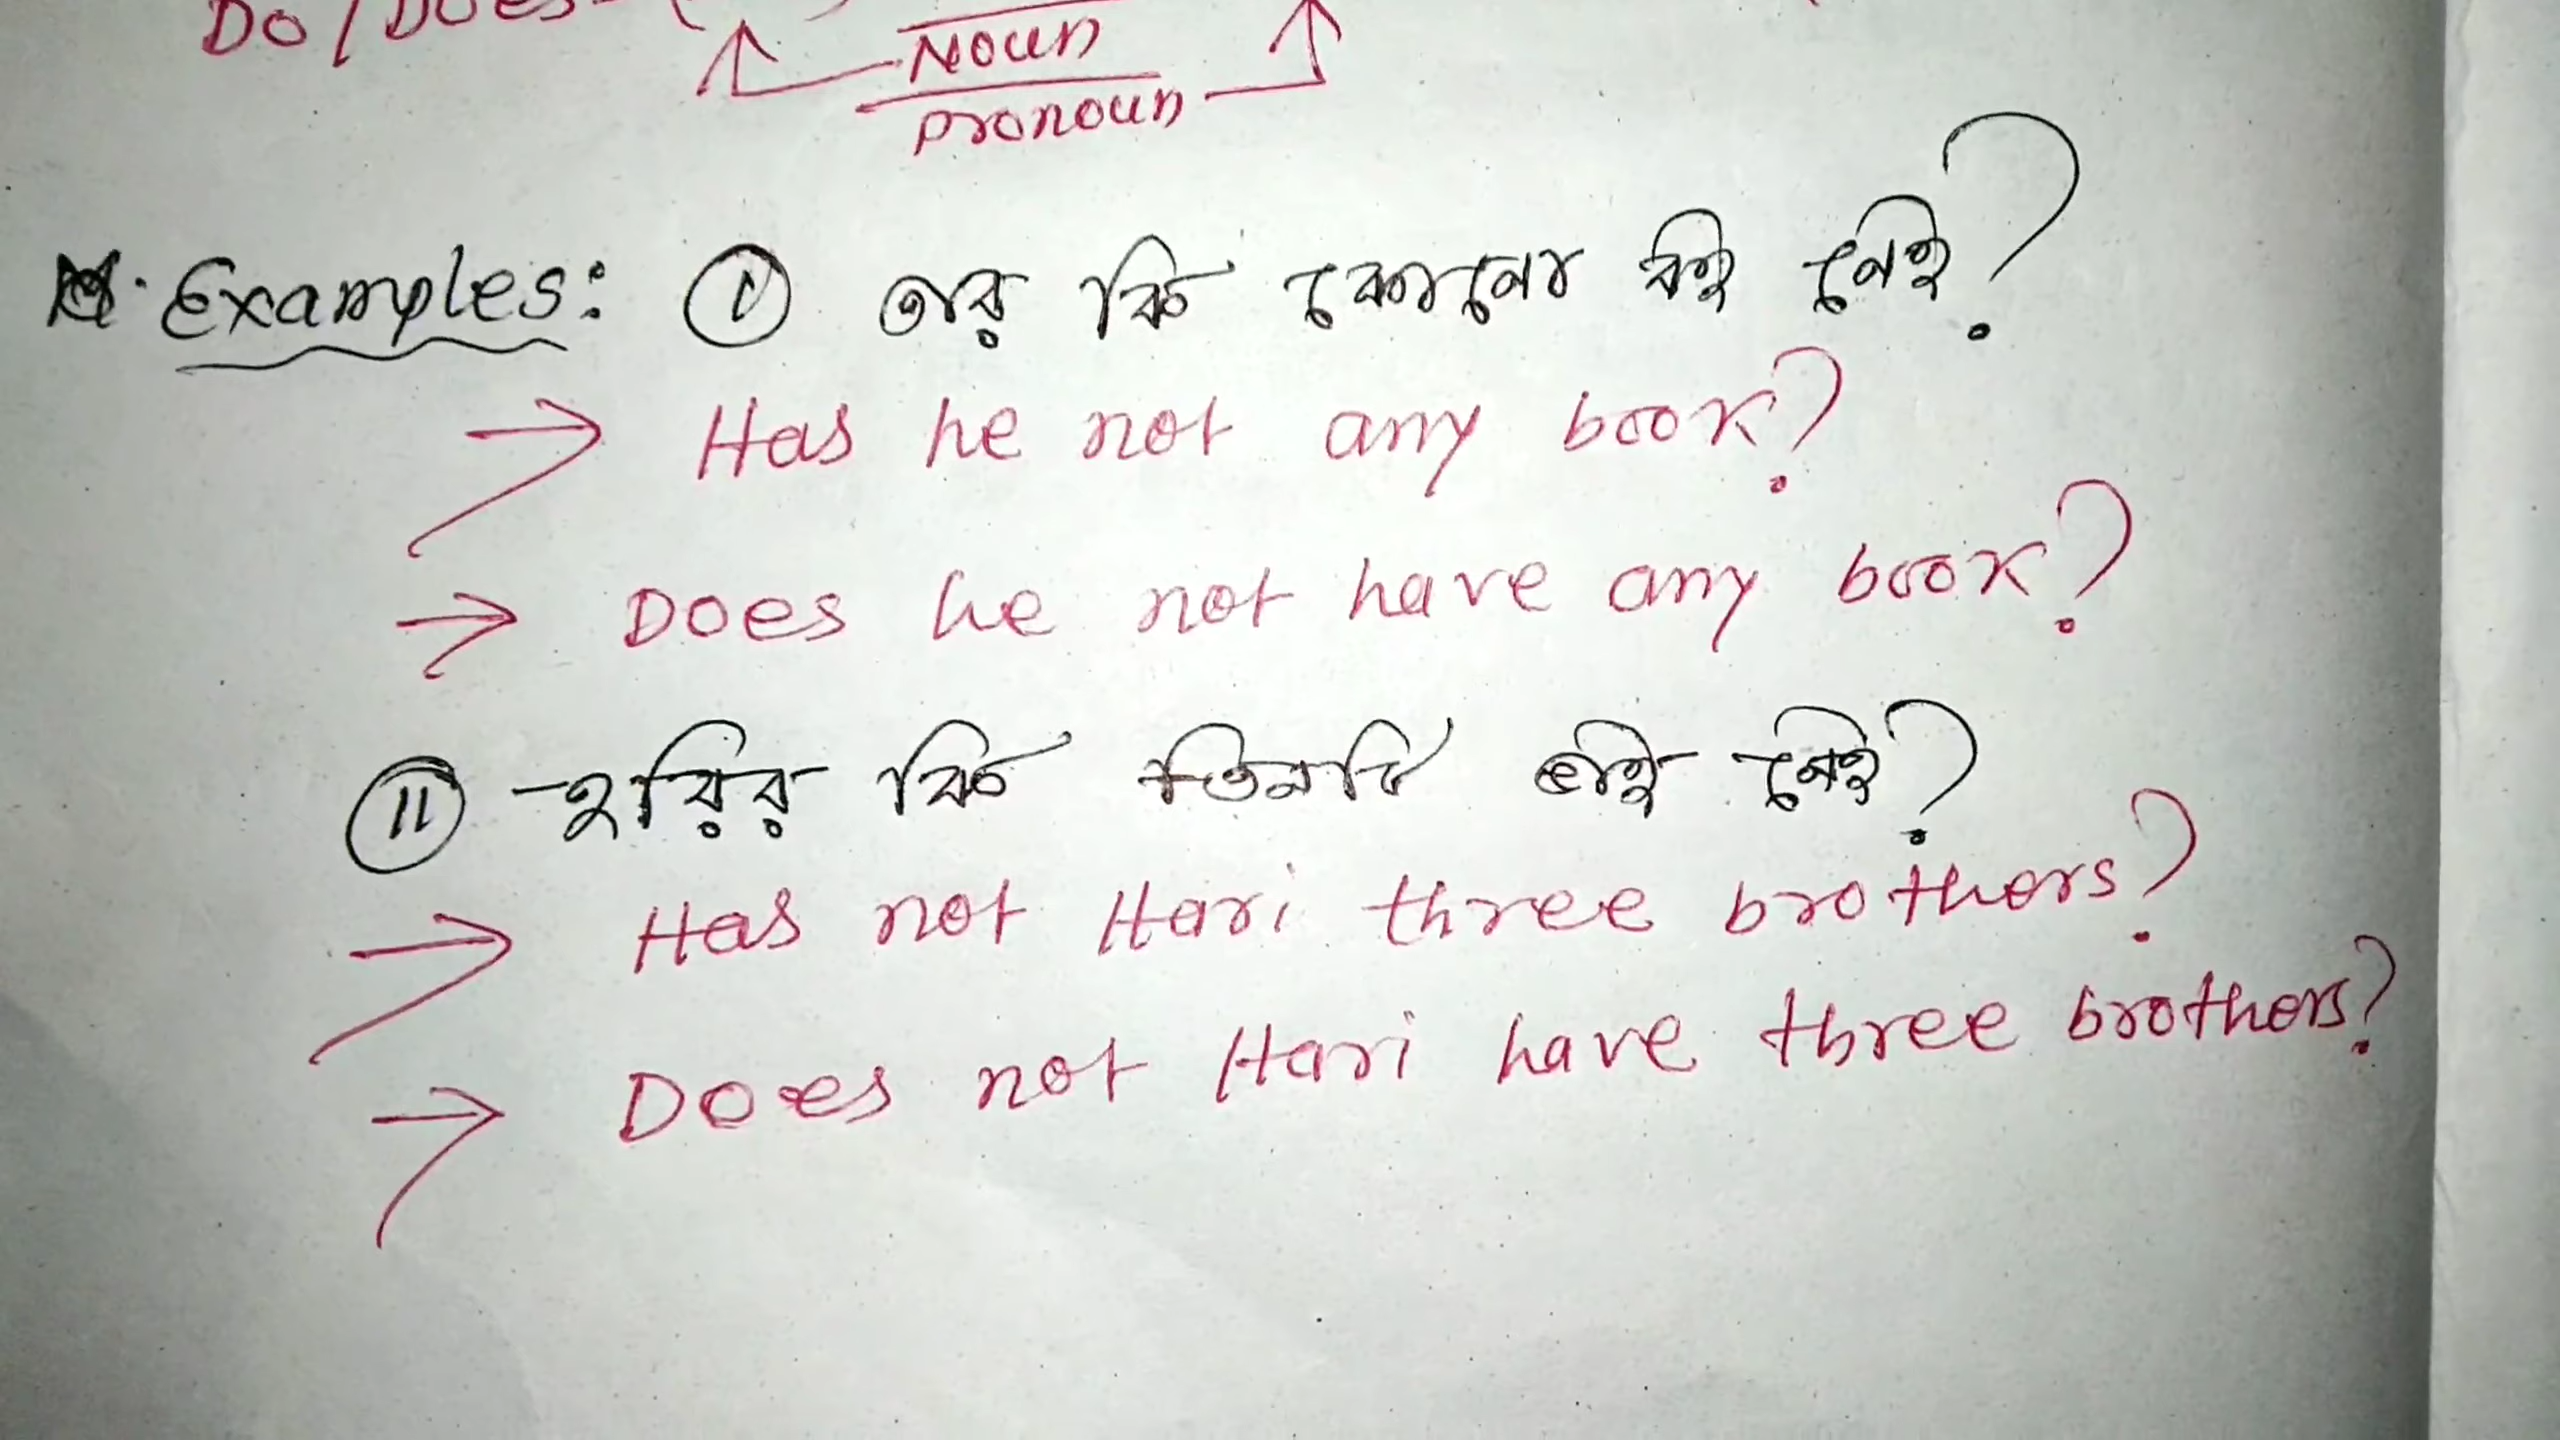 Do/Does
Noun
pronoun
Examples: (i) তার কি কোনো বই নেই?
Has he not any book?
Does he not have any book?
(ii) হরির কি তিনটি ভাই নেই?
Has not Hari three brothers?
Does not Hari have three brothers?